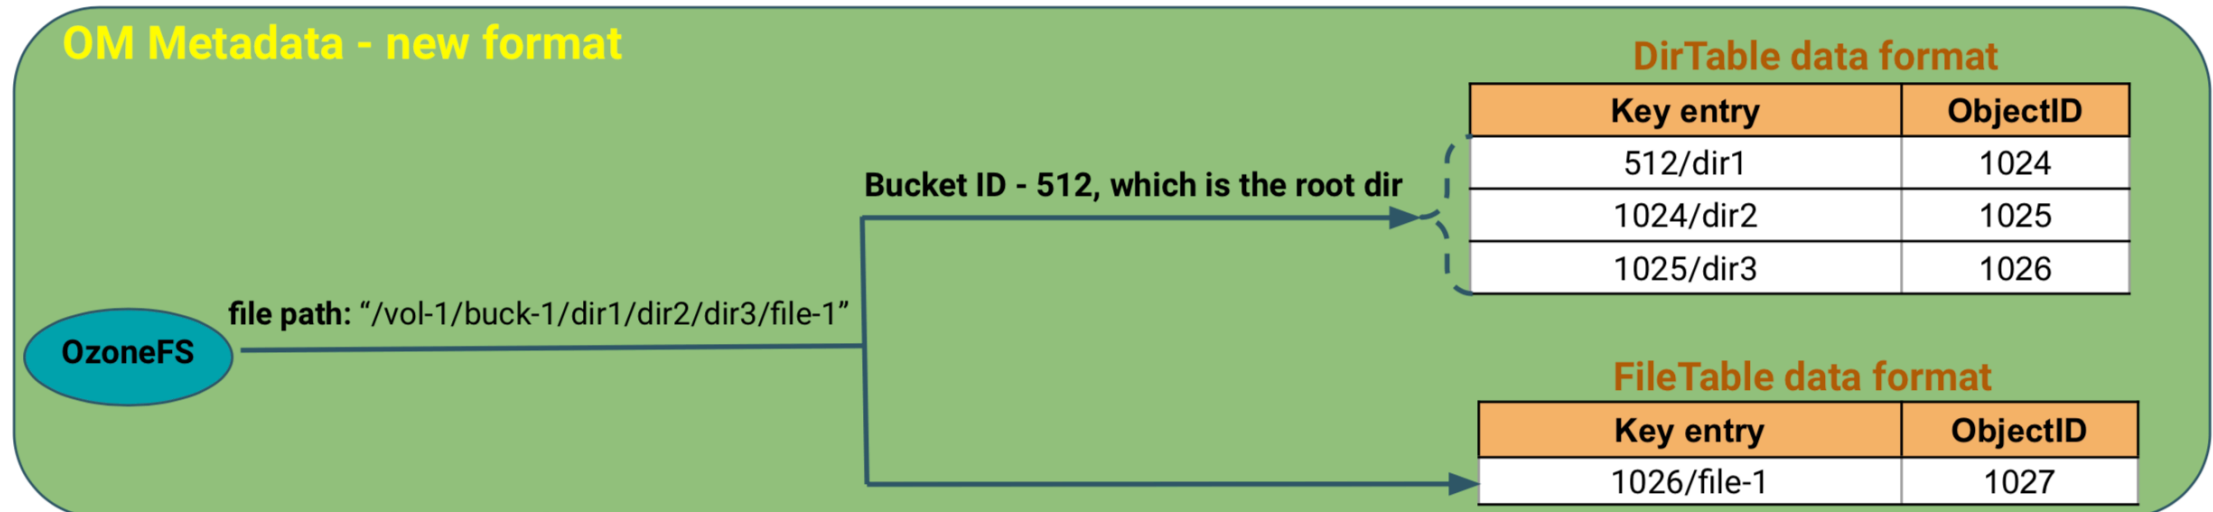 OM Metadata - new format
DirTable data format
Key entry ObjectID
512/dir1 1024
1024/dir2 1025
1025/dir3 1026
Bucket ID - 512, which is the root dir
file path: “/vol-1/buck-1/dir1/dir2/dir3/file-1”
OzoneFS
FileTable data format
Key entry ObjectID
1026/file-1 1027